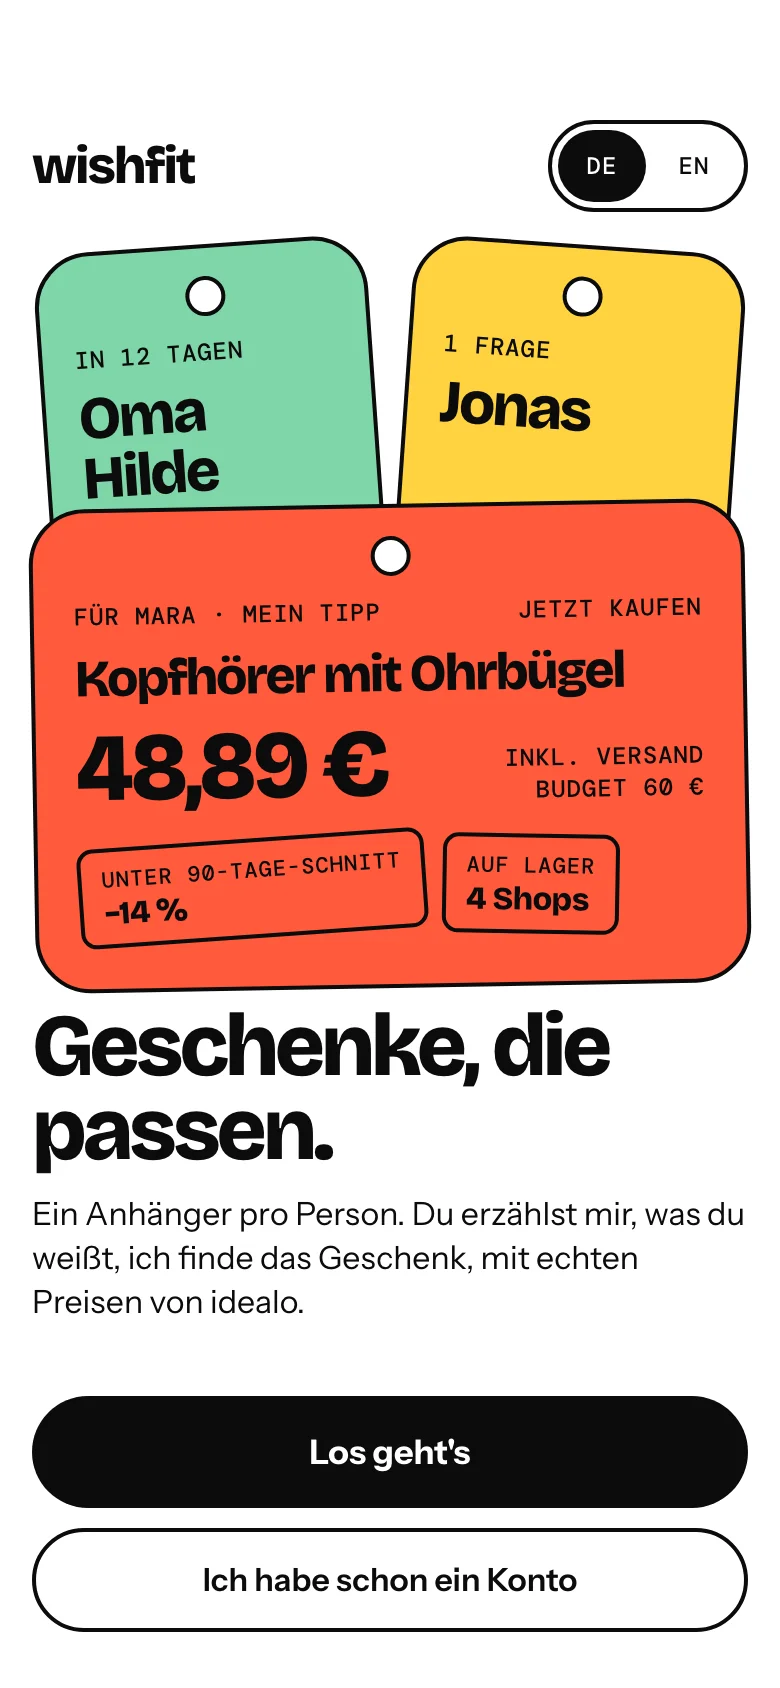 wishfit
DE EN
IN 12 TAGEN
Oma
Hilde
1 FRAGE
Jonas
FÜR MARA · MEIN TIPP
JETZT KAUFEN
Kopfhörer mit Ohrbügel
48,89 €
INKL. VERSAND
BUDGET 60 €
UNTER 90-TAGE-SCHNITT
−14 %
AUF LAGER
4 Shops
Geschenke, die
passen.
Ein Anhänger pro Person. Du erzählst mir, was du
weißt, ich finde das Geschenk, mit echten
Preisen von idealo.
Los geht's
Ich habe schon ein Konto